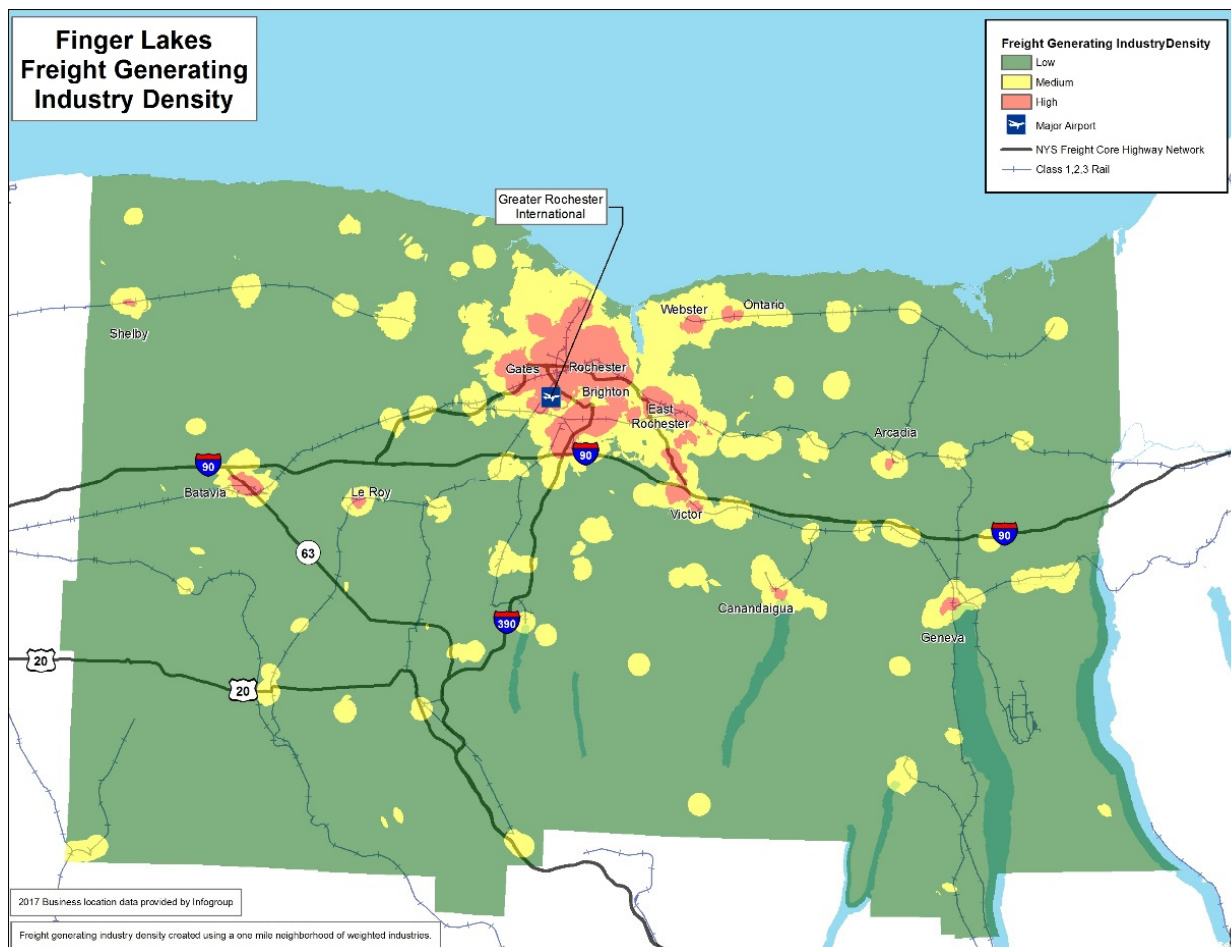 Finger Lakes
Freight Generating
Industry Density
Freight Generating IndustryDensity
Low
Medium
High
Major Airport
NYS Freight Core Highway Network
Class 1,2,3 Rail
Greater Rochester
International
Webster
Ontario
Shelby
Gates
Rochester
Brighton
East
Rochester
Arcadia
90
90
Batavia
Le Roy
Victor
90
63
Canandaigua
390
Geneva
20
20
2017 Business location data provided by Infogroup
Freight generating industry density created using a one mile neighborhood of weighted industries.